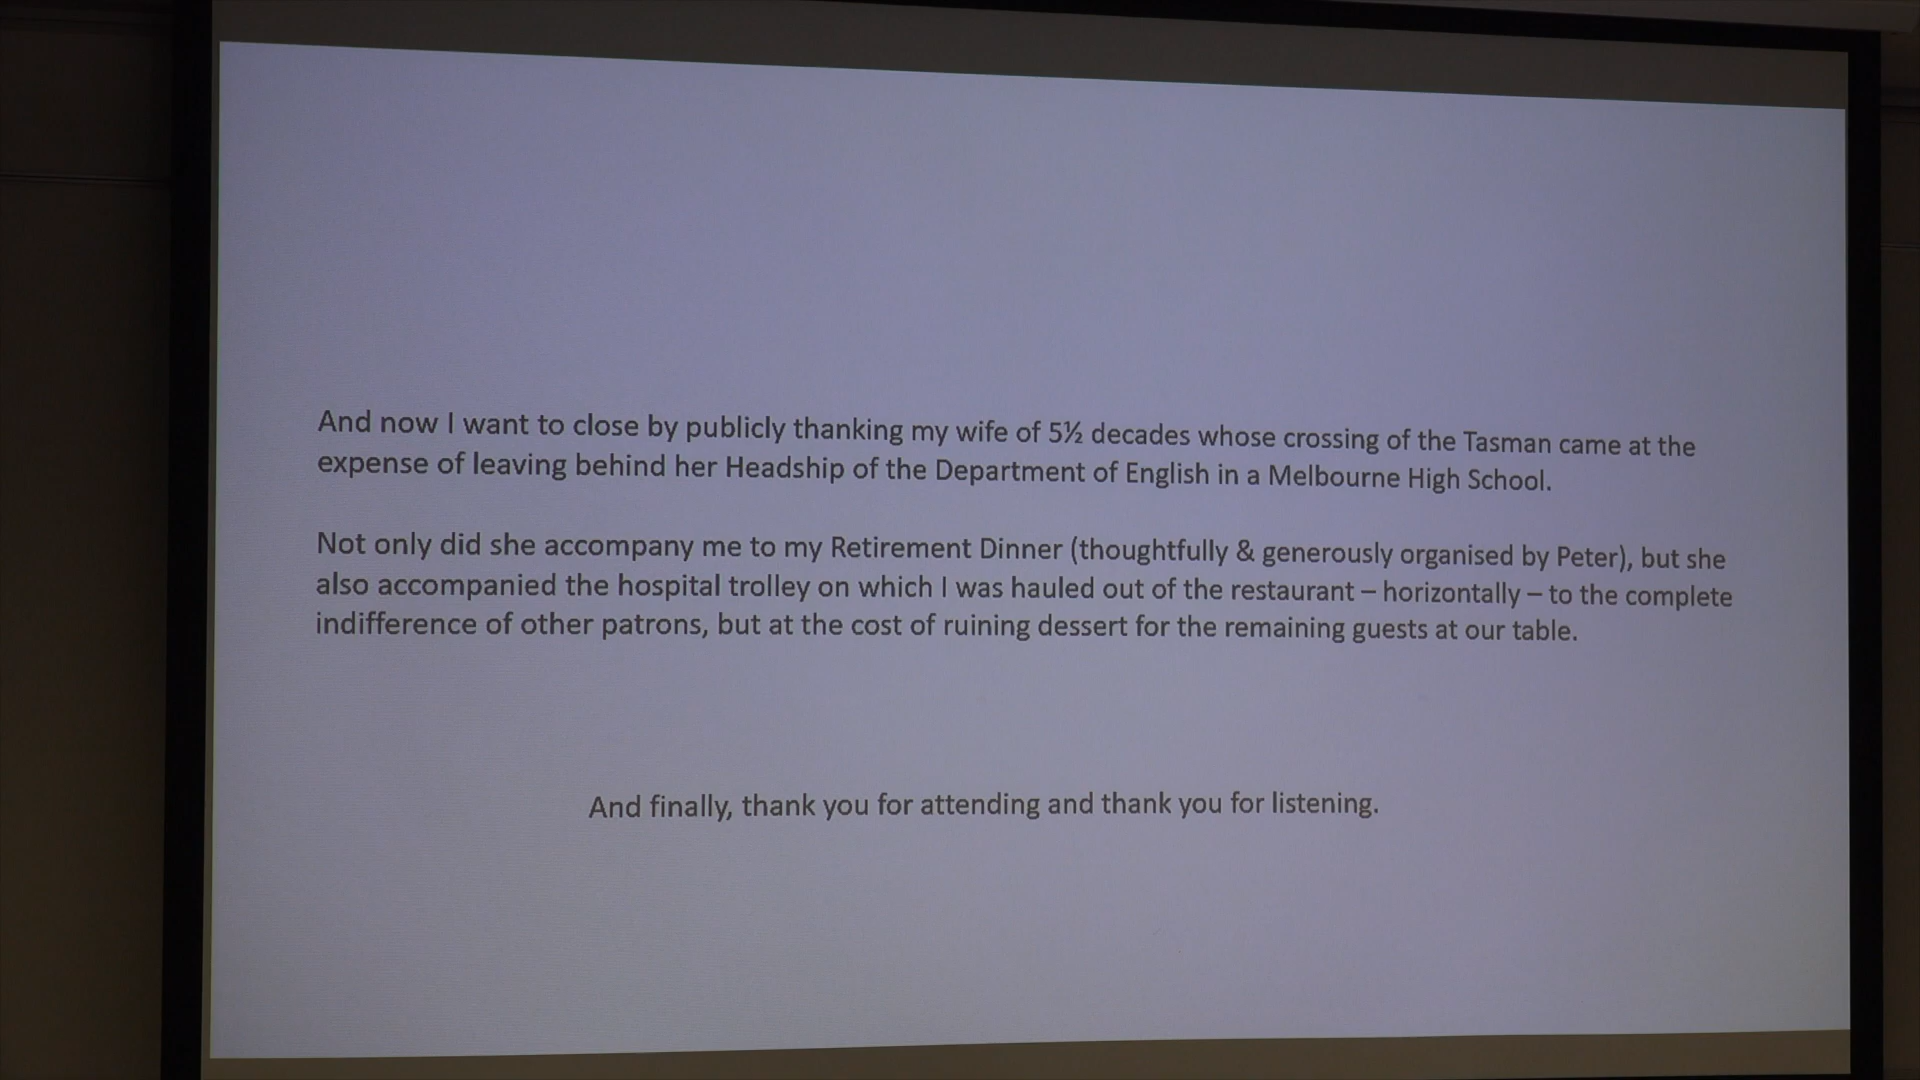 And now I want to close by publicly thanking my wife of 5½ decades whose crossing of the Tasman came at the
expense of leaving behind her Headship of the Department of English in a Melbourne High School.
Not only did she accompany me to my Retirement Dinner (thoughtfully & generously organised by Peter), but she
also accompanied the hospital trolley on which I was hauled out of the restaurant – horizontally – to the complete
indifference of other patrons, but at the cost of ruining dessert for the remaining guests at our table.
And finally, thank you for attending and thank you for listening.